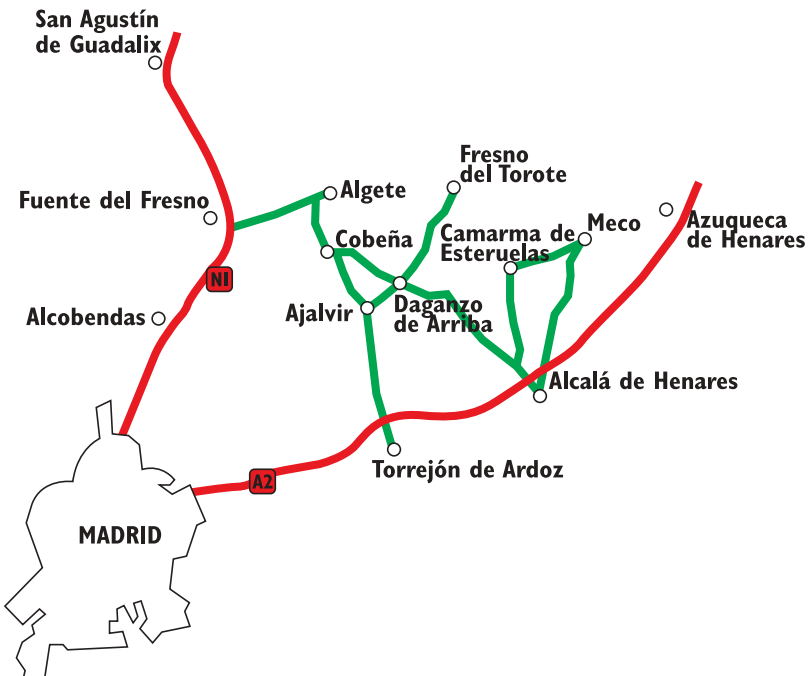 San Agustín
de Guadalix
Fresno
del Torote
Algete
Fuente del Fresno
Meco
Azuqueca
de Henares
Camarma de
Esteruelas
Cobeña
NI
Daganzo
de Arriba
Ajalvir
Alcobendas
Alcalá de Henares
Torrejón de Ardoz
A2
MADRID